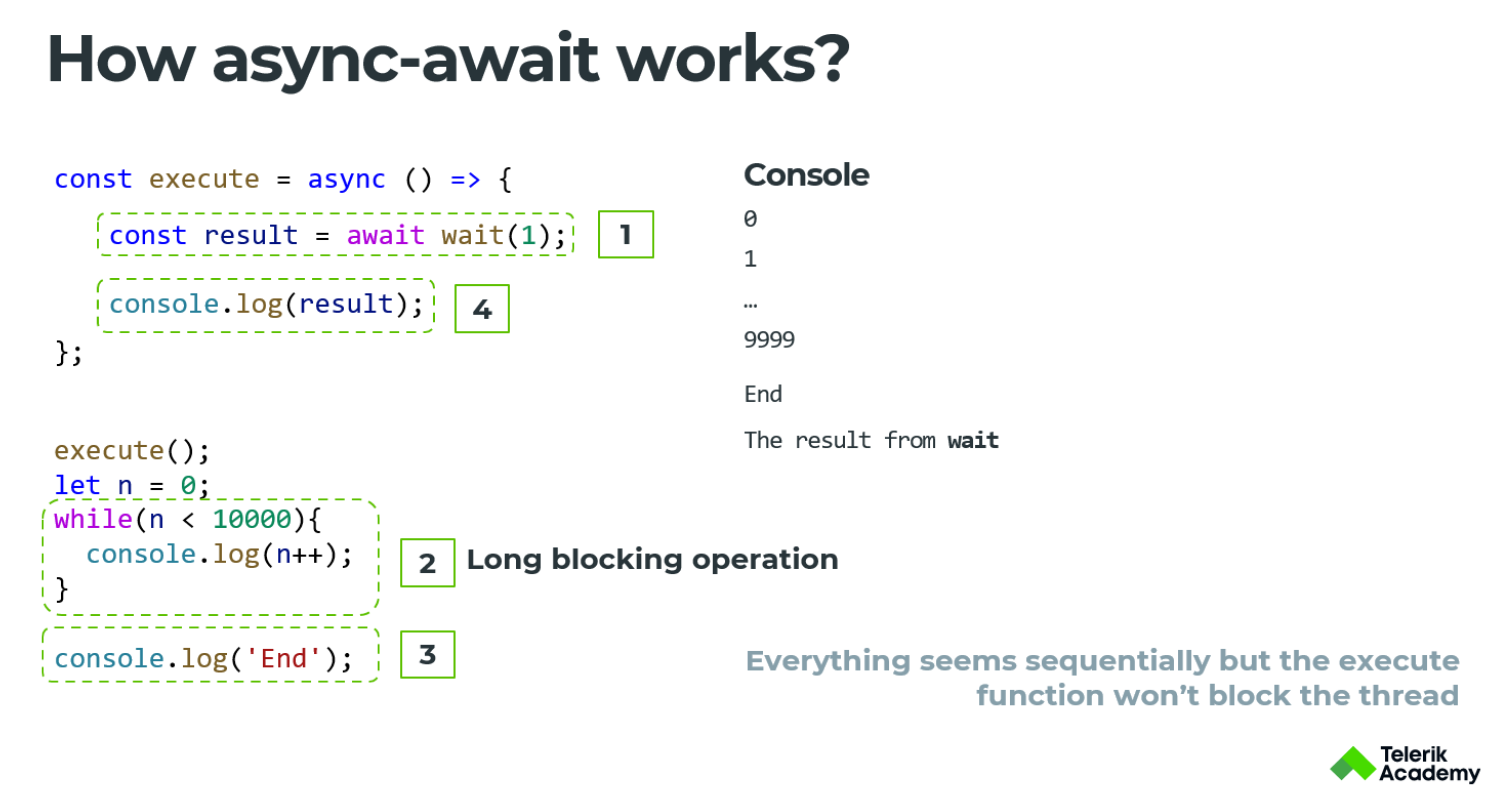 How async-await works?
const execute = async () => {
const result = await wait(1);
1
console.log(result);
4
};
execute();
let n = 0;
while(n < 10000){
console.log(n++);
}
2
Long blocking operation
console.log('End');
3
Console
0
1
…
9999
End
The result from wait
Everything seems sequentially but the execute
function won’t block the thread
Telerik
Academy